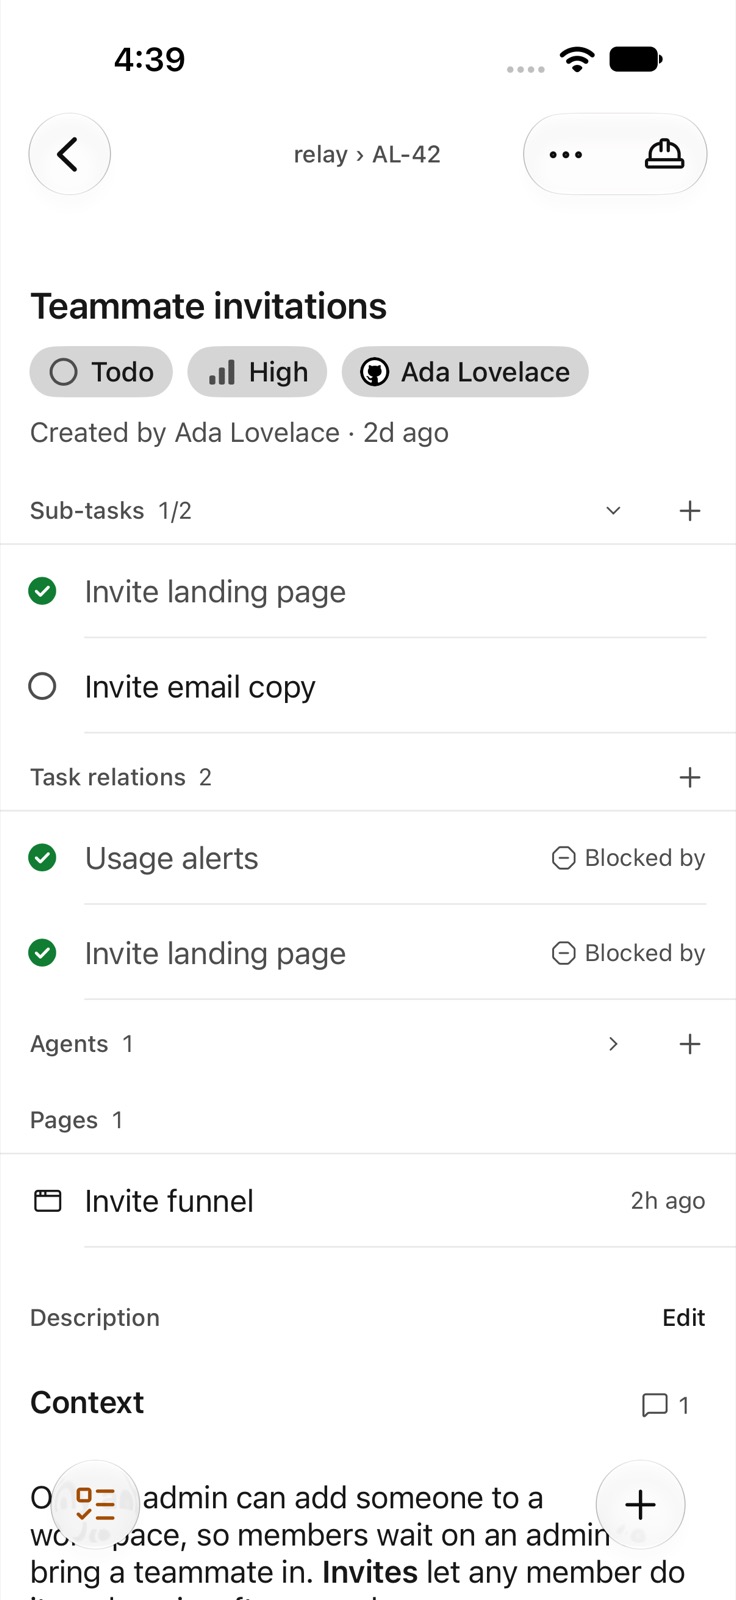 4:39
relay › AL-42
Teammate invitations
Todo
High
Ada Lovelace
Created by Ada Lovelace · 2d ago
Sub-tasks 1/2
Invite landing page
Invite email copy
Task relations 2
Usage alerts
Blocked by
Invite landing page
Blocked by
Agents 1
Pages 1
Invite funnel
2h ago
Description
Edit
Context
1
admin can add someone to a
so members wait on an admin
bring a teammate in. Invites let any member do